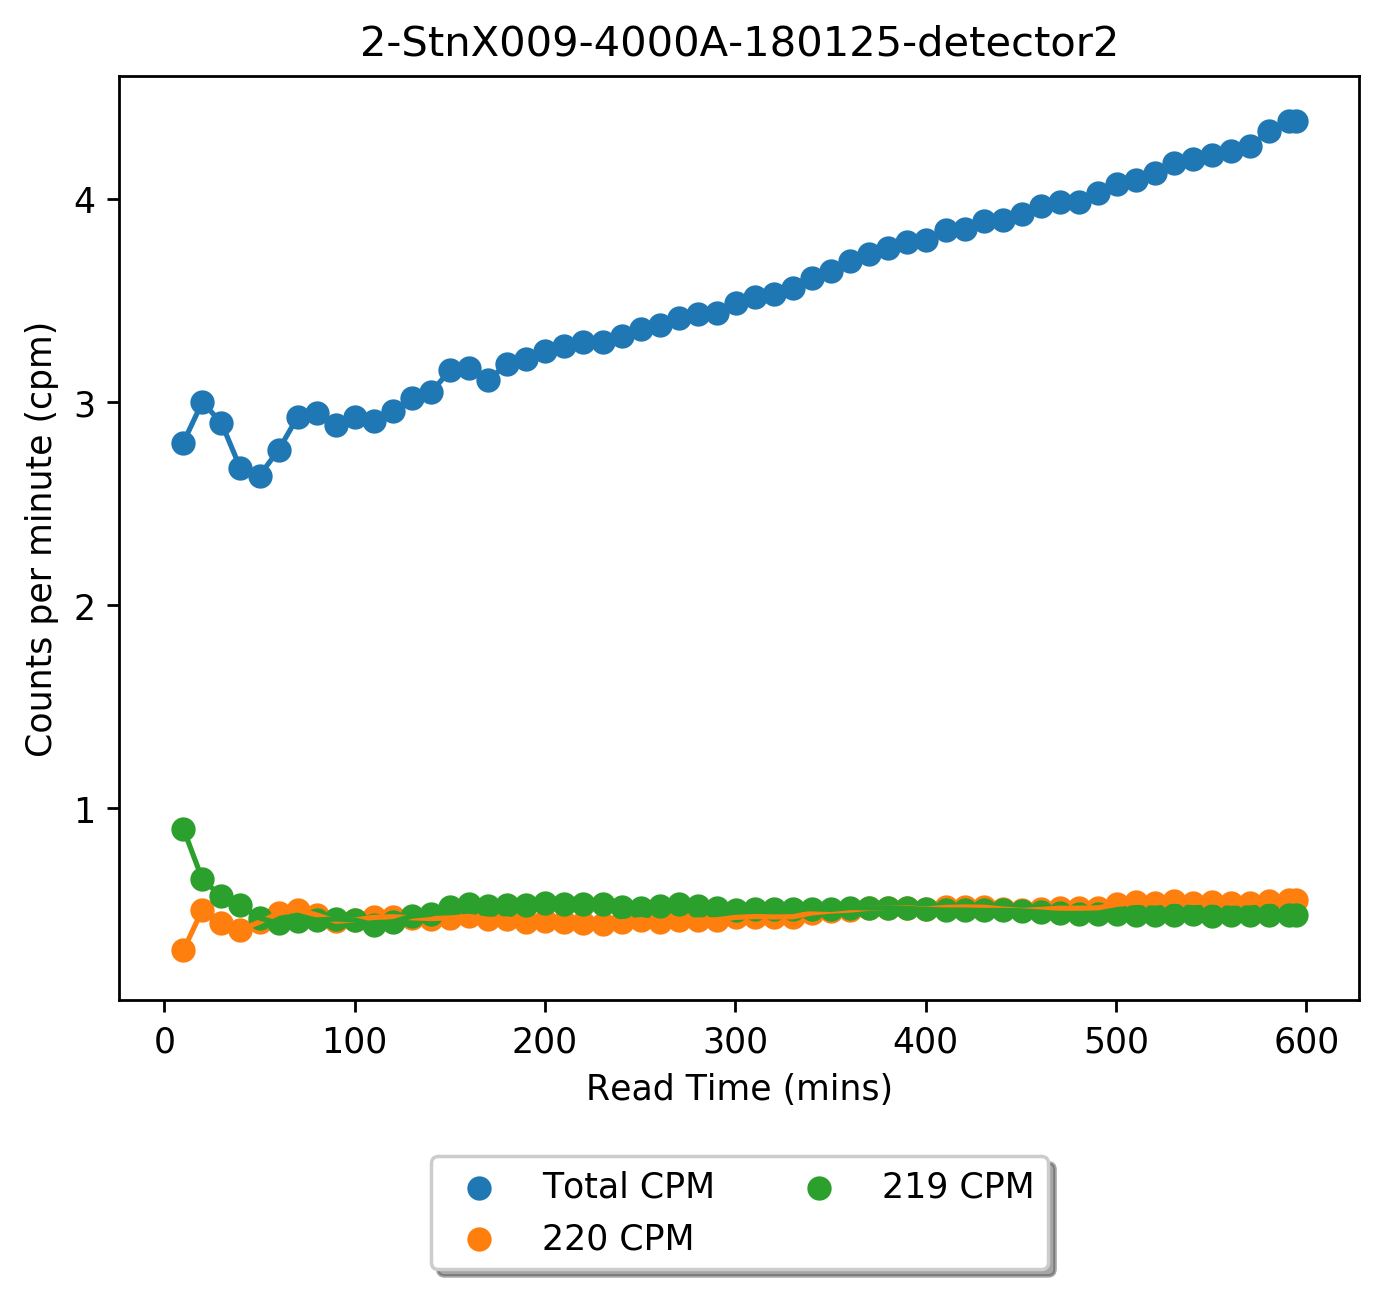 2-StnX009-4000A-180125-detector2
Counts per minute (cpm)
4
3
2
1
0 100 200 300 400 500 600
Read Time (mins)
Total CPM 219 CPM
220 CPM